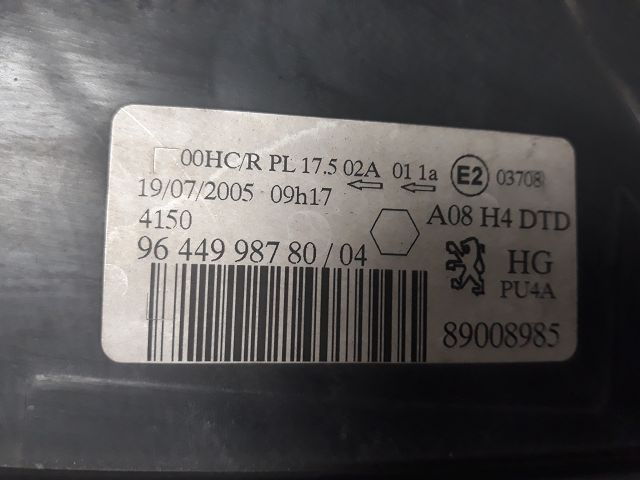 00HC/R PL 17.5 02A 01 1a E2 03708
19/07/2005 09h17
4150
A08 H4 DTD
96 449 987 80 / 04
HG
PU4A
89008985